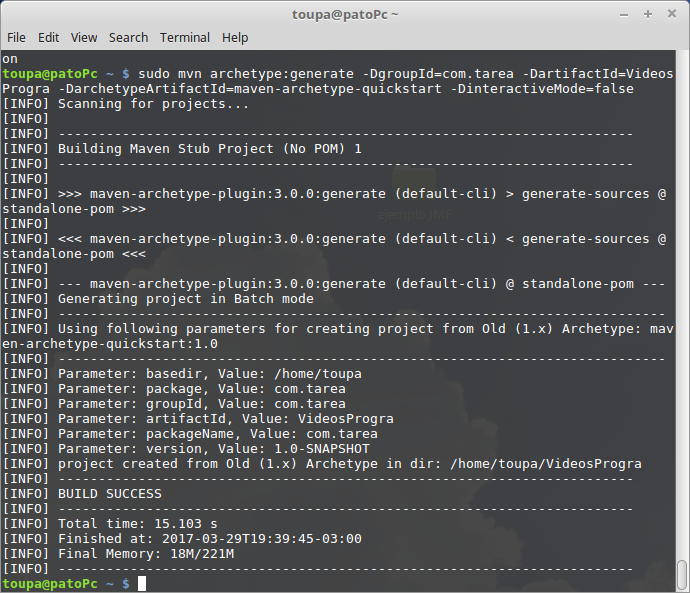 toupa@patoPc ~
File Edit View Search Terminal Help
on
toupa@patoPc ~ $ sudo mvn archetype:generate -DgroupId=com.tarea -DartifactId=Videos
Progra -DarchetypeArtifactId=maven-archetype-quickstart -DinteractiveMode=false
[INFO] Scanning for projects...
[INFO]
[INFO] ------------------------------------------------------------------------
[INFO] Building Maven Stub Project (No POM) 1
[INFO] ------------------------------------------------------------------------
[INFO]
[INFO] >>> maven-archetype-plugin:3.0.0:generate (default-cli) > generate-sources @
standalone-pom >>>
[INFO]
[INFO] <<< maven-archetype-plugin:3.0.0:generate (default-cli) < generate-sources @
standalone-pom <<<
[INFO]
[INFO] --- maven-archetype-plugin:3.0.0:generate (default-cli) @ standalone-pom ---
[INFO] Generating project in Batch mode
[INFO] ----------------------------------------------------------------------------
[INFO] Using following parameters for creating project from Old (1.x) Archetype: mav
en-archetype-quickstart:1.0
[INFO] ----------------------------------------------------------------------------
[INFO] Parameter: basedir, Value: /home/toupa
[INFO] Parameter: package, Value: com.tarea
[INFO] Parameter: groupId, Value: com.tarea
[INFO] Parameter: artifactId, Value: VideosProgra
[INFO] Parameter: packageName, Value: com.tarea
[INFO] Parameter: version, Value: 1.0-SNAPSHOT
[INFO] project created from Old (1.x) Archetype in dir: /home/toupa/VideosProgra
[INFO] ------------------------------------------------------------------------
[INFO] BUILD SUCCESS
[INFO] ------------------------------------------------------------------------
[INFO] Total time: 15.103 s
[INFO] Finished at: 2017-03-29T19:39:45-03:00
[INFO] Final Memory: 18M/221M
[INFO] ------------------------------------------------------------------------
toupa@patoPc ~ $